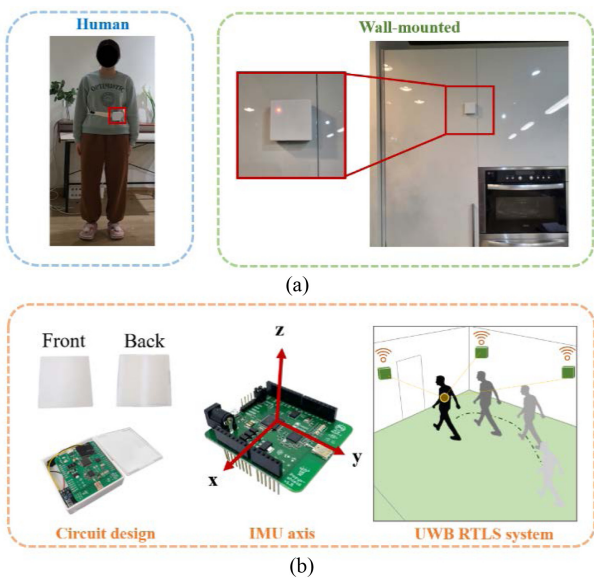 Human
Wall-mounted
(a)
Front
Back
z
x
y
Circuit design
IMU axis
UWB RTLS system
(b)